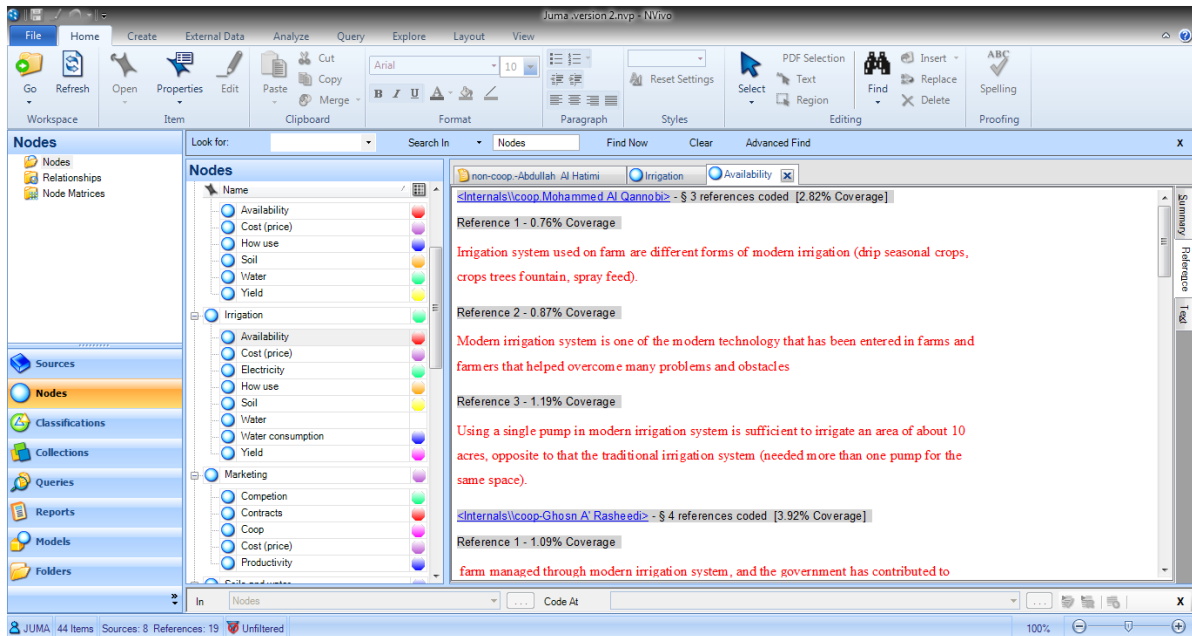 Juma .version 2.nvp - NVivo
File Home Create External Data Analyze Query Explore Layout View
Go Refresh Open Properties Edit Paste Cut Copy Merge Arial 10 B I U A Reset Settings Select PDF Selection Text Region Find Insert Replace Delete ABC Spelling
Workspace Item Clipboard Format Paragraph Styles Editing Proofing
Nodes
Nodes
Relationships
Node Matrices
Sources
Nodes
Classifications
Collections
Queries
Reports
Models
Folders
Look for: Search In Nodes Find Now Clear Advanced Find x
Nodes
Name
Availability
Cost (price)
How use
Soil
Water
Yield
Irrigation
Availability
Cost (price)
Electricity
How use
Soil
Water
Water consumption
Yield
Marketing
Competion
Contracts
Coop
Cost (price)
Productivity
Soils and water
non-coop.-Abdullah Al Hatimi Irrigation Availability
<Internals\\coop.Mohammed Al Qannobi> - § 3 references coded [2.82% Coverage]
Reference 1 - 0.76% Coverage
Irrigation system used on farm are different forms of modern irrigation (drip seasonal crops,
crops trees fountain, spray feed).
Reference 2 - 0.87% Coverage
Modern irrigation system is one of the modern technology that has been entered in farms and
farmers that helped overcome many problems and obstacles
Reference 3 - 1.19% Coverage
Using a single pump in modern irrigation system is sufficient to irrigate an area of about 10
acres, opposite to that the traditional irrigation system (needed more than one pump for the
same space).
<Internals\\coop-Ghosn A' Rasheedi> - § 4 references coded [3.92% Coverage]
Reference 1 - 1.09% Coverage
farm managed through modern irrigation system, and the government has contributed to
Summary
Reference
Text
In Nodes ... Code At ... x
JUMA 44 Items Sources: 8 References: 19 Unfiltered 100%